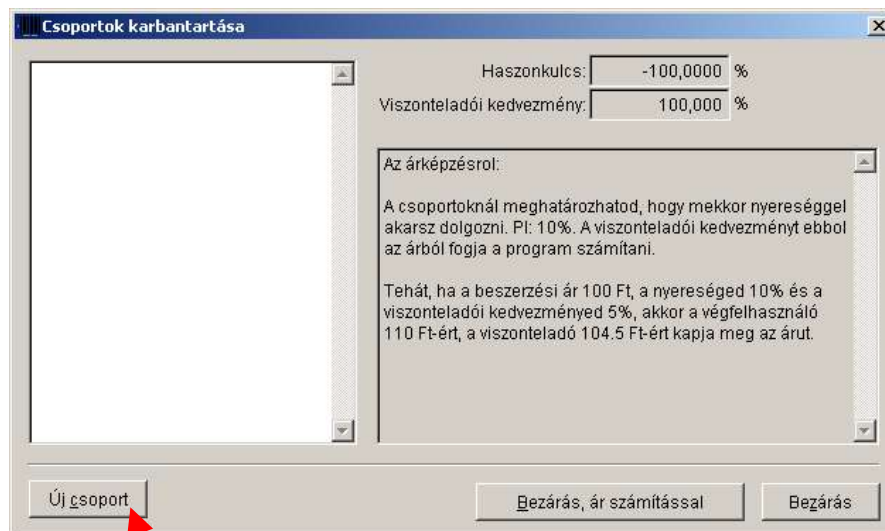 Csoportok karbantartása
Haszonkulcs: -100,0000 %
Viszonteladói kedvezmény: 100,000 %
Az árképzésrol:
A csoportoknál meghatározhatod, hogy mekkor nyereséggel
akarsz dolgozni. Pl: 10%. A viszonteladói kedvezményt ebbol
az árból fogja a program számítani.
Tehát, ha a beszerzési ár 100 Ft, a nyereséged 10% és a
viszonteladói kedvezményed 5%, akkor a végfelhasználó
110 Ft-ért, a viszonteladó 104.5 Ft-ért kapja meg az árut.
Új csoport
Bezárás, ár számítással
Bezárás